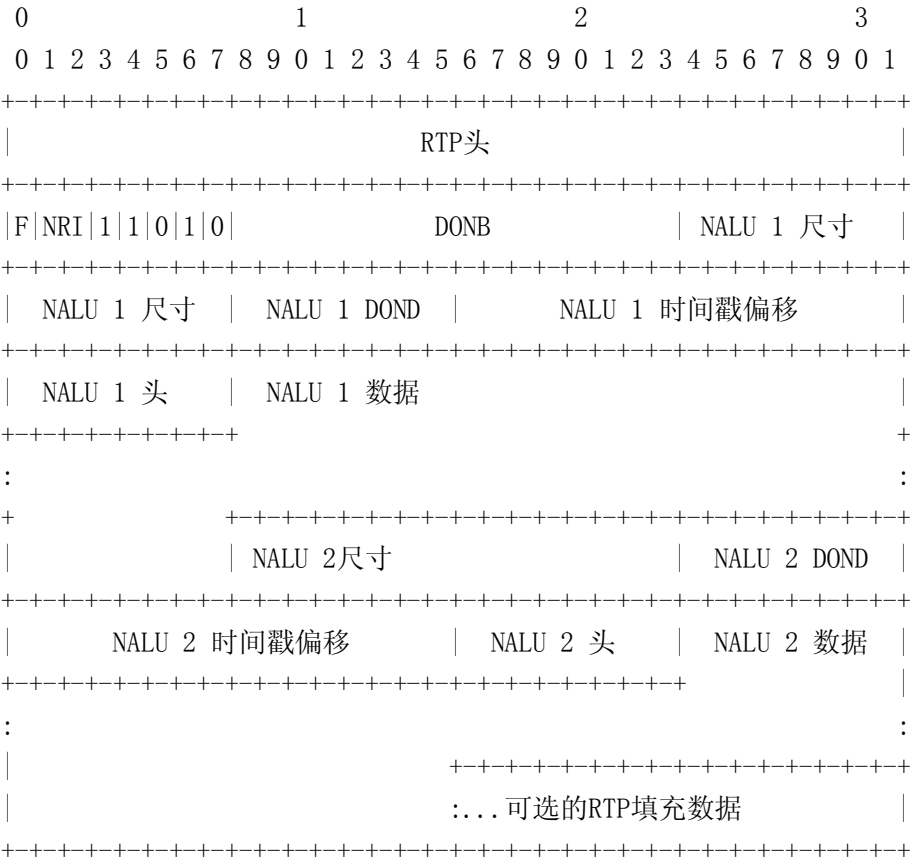 0                   1                   2                   3
0 1 2 3 4 5 6 7 8 9 0 1 2 3 4 5 6 7 8 9 0 1 2 3 4 5 6 7 8 9 0 1
+-+-+-+-+-+-+-+-+-+-+-+-+-+-+-+-+-+-+-+-+-+-+-+-+-+-+-+-+-+-+-+-+
|                             RTP头                             |
+-+-+-+-+-+-+-+-+-+-+-+-+-+-+-+-+-+-+-+-+-+-+-+-+-+-+-+-+-+-+-+-+
|F|NRI|1|1|0|1|0|              DONB             | NALU 1 尺寸   |
+-+-+-+-+-+-+-+-+-+-+-+-+-+-+-+-+-+-+-+-+-+-+-+-+-+-+-+-+-+-+-+-+
|  NALU 1 尺寸  |  NALU 1 DOND  |       NALU 1 时间戳偏移       |
+-+-+-+-+-+-+-+-+-+-+-+-+-+-+-+-+-+-+-+-+-+-+-+-+-+-+-+-+-+-+-+-+
|  NALU 1 头    |  NALU 1 数据                                  |
+-+-+-+-+-+-+-+-+                                               +
:                                                               :
+               +-+-+-+-+-+-+-+-+-+-+-+-+-+-+-+-+-+-+-+-+-+-+-+-+
|               | NALU 2尺寸                    |  NALU 2 DOND  |
+-+-+-+-+-+-+-+-+-+-+-+-+-+-+-+-+-+-+-+-+-+-+-+-+-+-+-+-+-+-+-+-+
|       NALU 2 时间戳偏移       |  NALU 2 头    |  NALU 2 数据  |
+-+-+-+-+-+-+-+-+-+-+-+-+-+-+-+-+-+-+-+-+-+-+-+-+               |
:                                                               :
|                               +-+-+-+-+-+-+-+-+-+-+-+-+-+-+-+-+
|                               :...可选的RTP填充数据           |
+-+-+-+-+-+-+-+-+-+-+-+-+-+-+-+-+-+-+-+-+-+-+-+-+-+-+-+-+-+-+-+-+